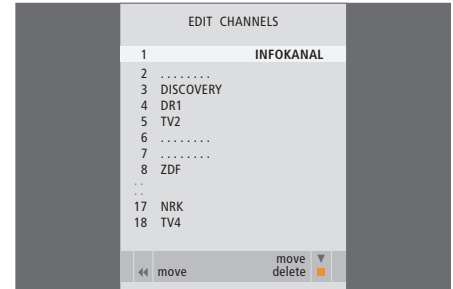 EDIT CHANNELS
1 INFOKANAL
2 ........
3 DISCOVERY
4 DR1
5 TV2
6 ........
7 ........
8 ZDF
..
..
17 NRK
18 TV4
move
move delete